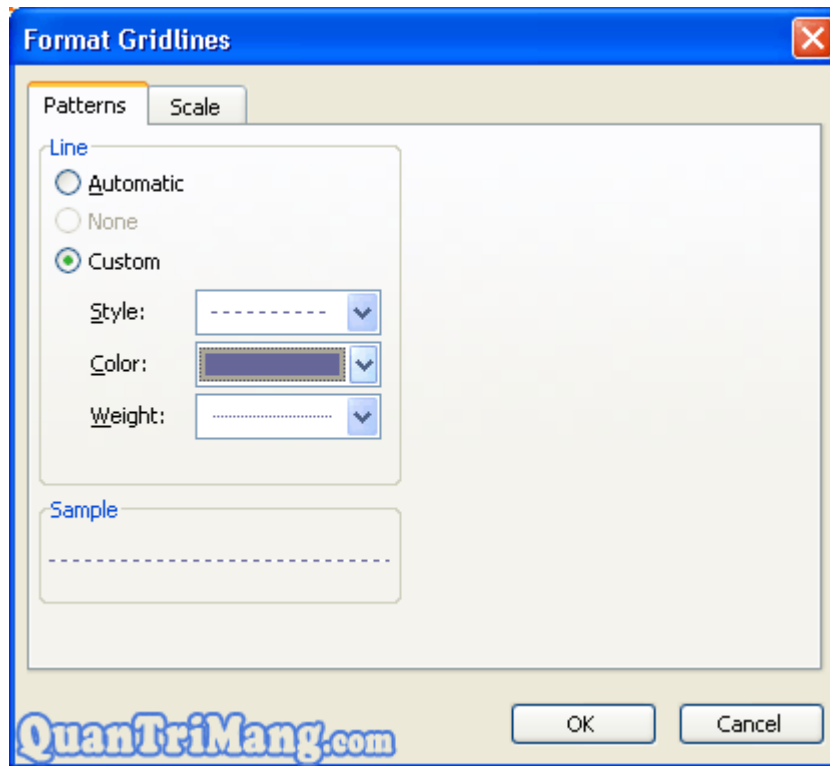 Format Gridlines
Patterns Scale
Line
Automatic
None
Custom
Style:
Color:
Weight:
Sample
QuanTriMang.com
OK Cancel